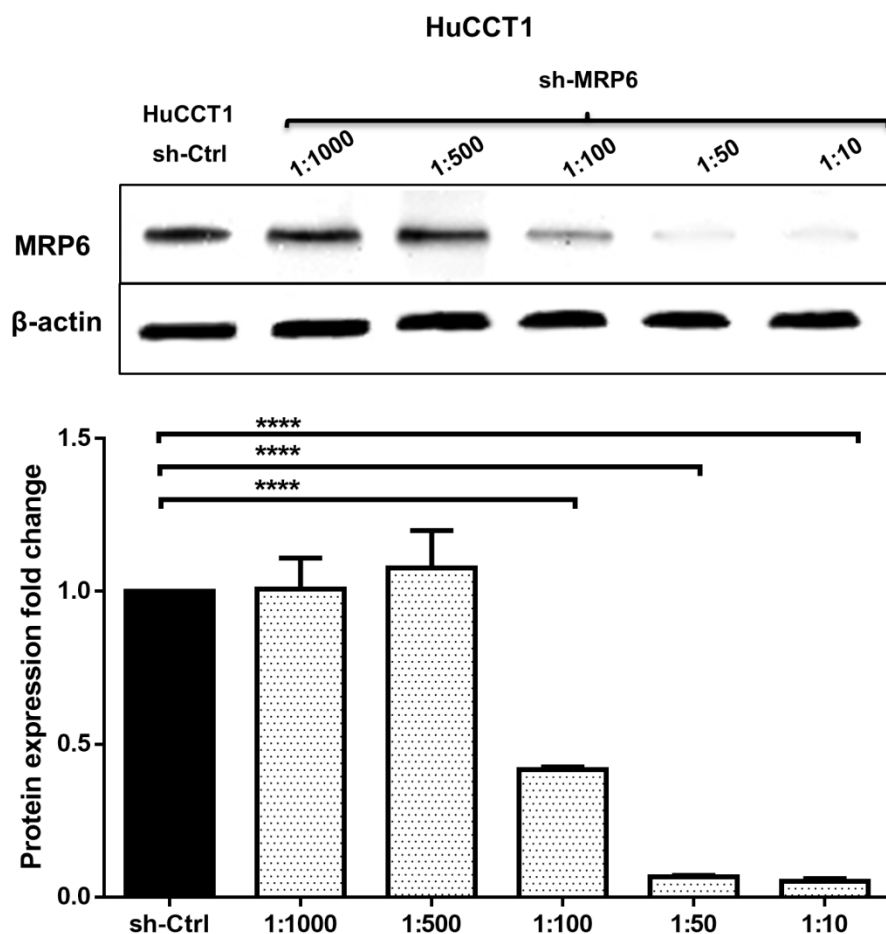 HuCCT1
sh-MRP6
HuCCT1
sh-Ctrl
1:1000 1:500 1:100 1:50 1:10
MRP6
β-actin
****
****
****
Protein expression fold change
1.5
1.0
0.5
0.0
sh-Ctrl 1:1000 1:500 1:100 1:50 1:10